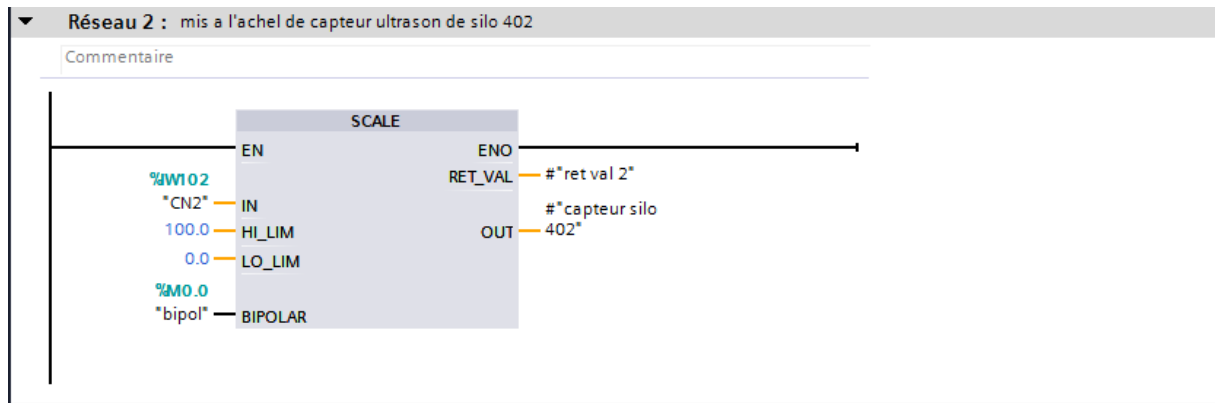 Réseau 2 : mis a l'achel de capteur ultrason de silo 402
Commentaire
SCALE
EN ENO
%IW102 RET_VAL #"ret val 2"
"CN2" IN #"capteur silo
100.0 HI_LIM OUT 402"
0.0 LO_LIM
%M0.0
"bipol" BIPOLAR